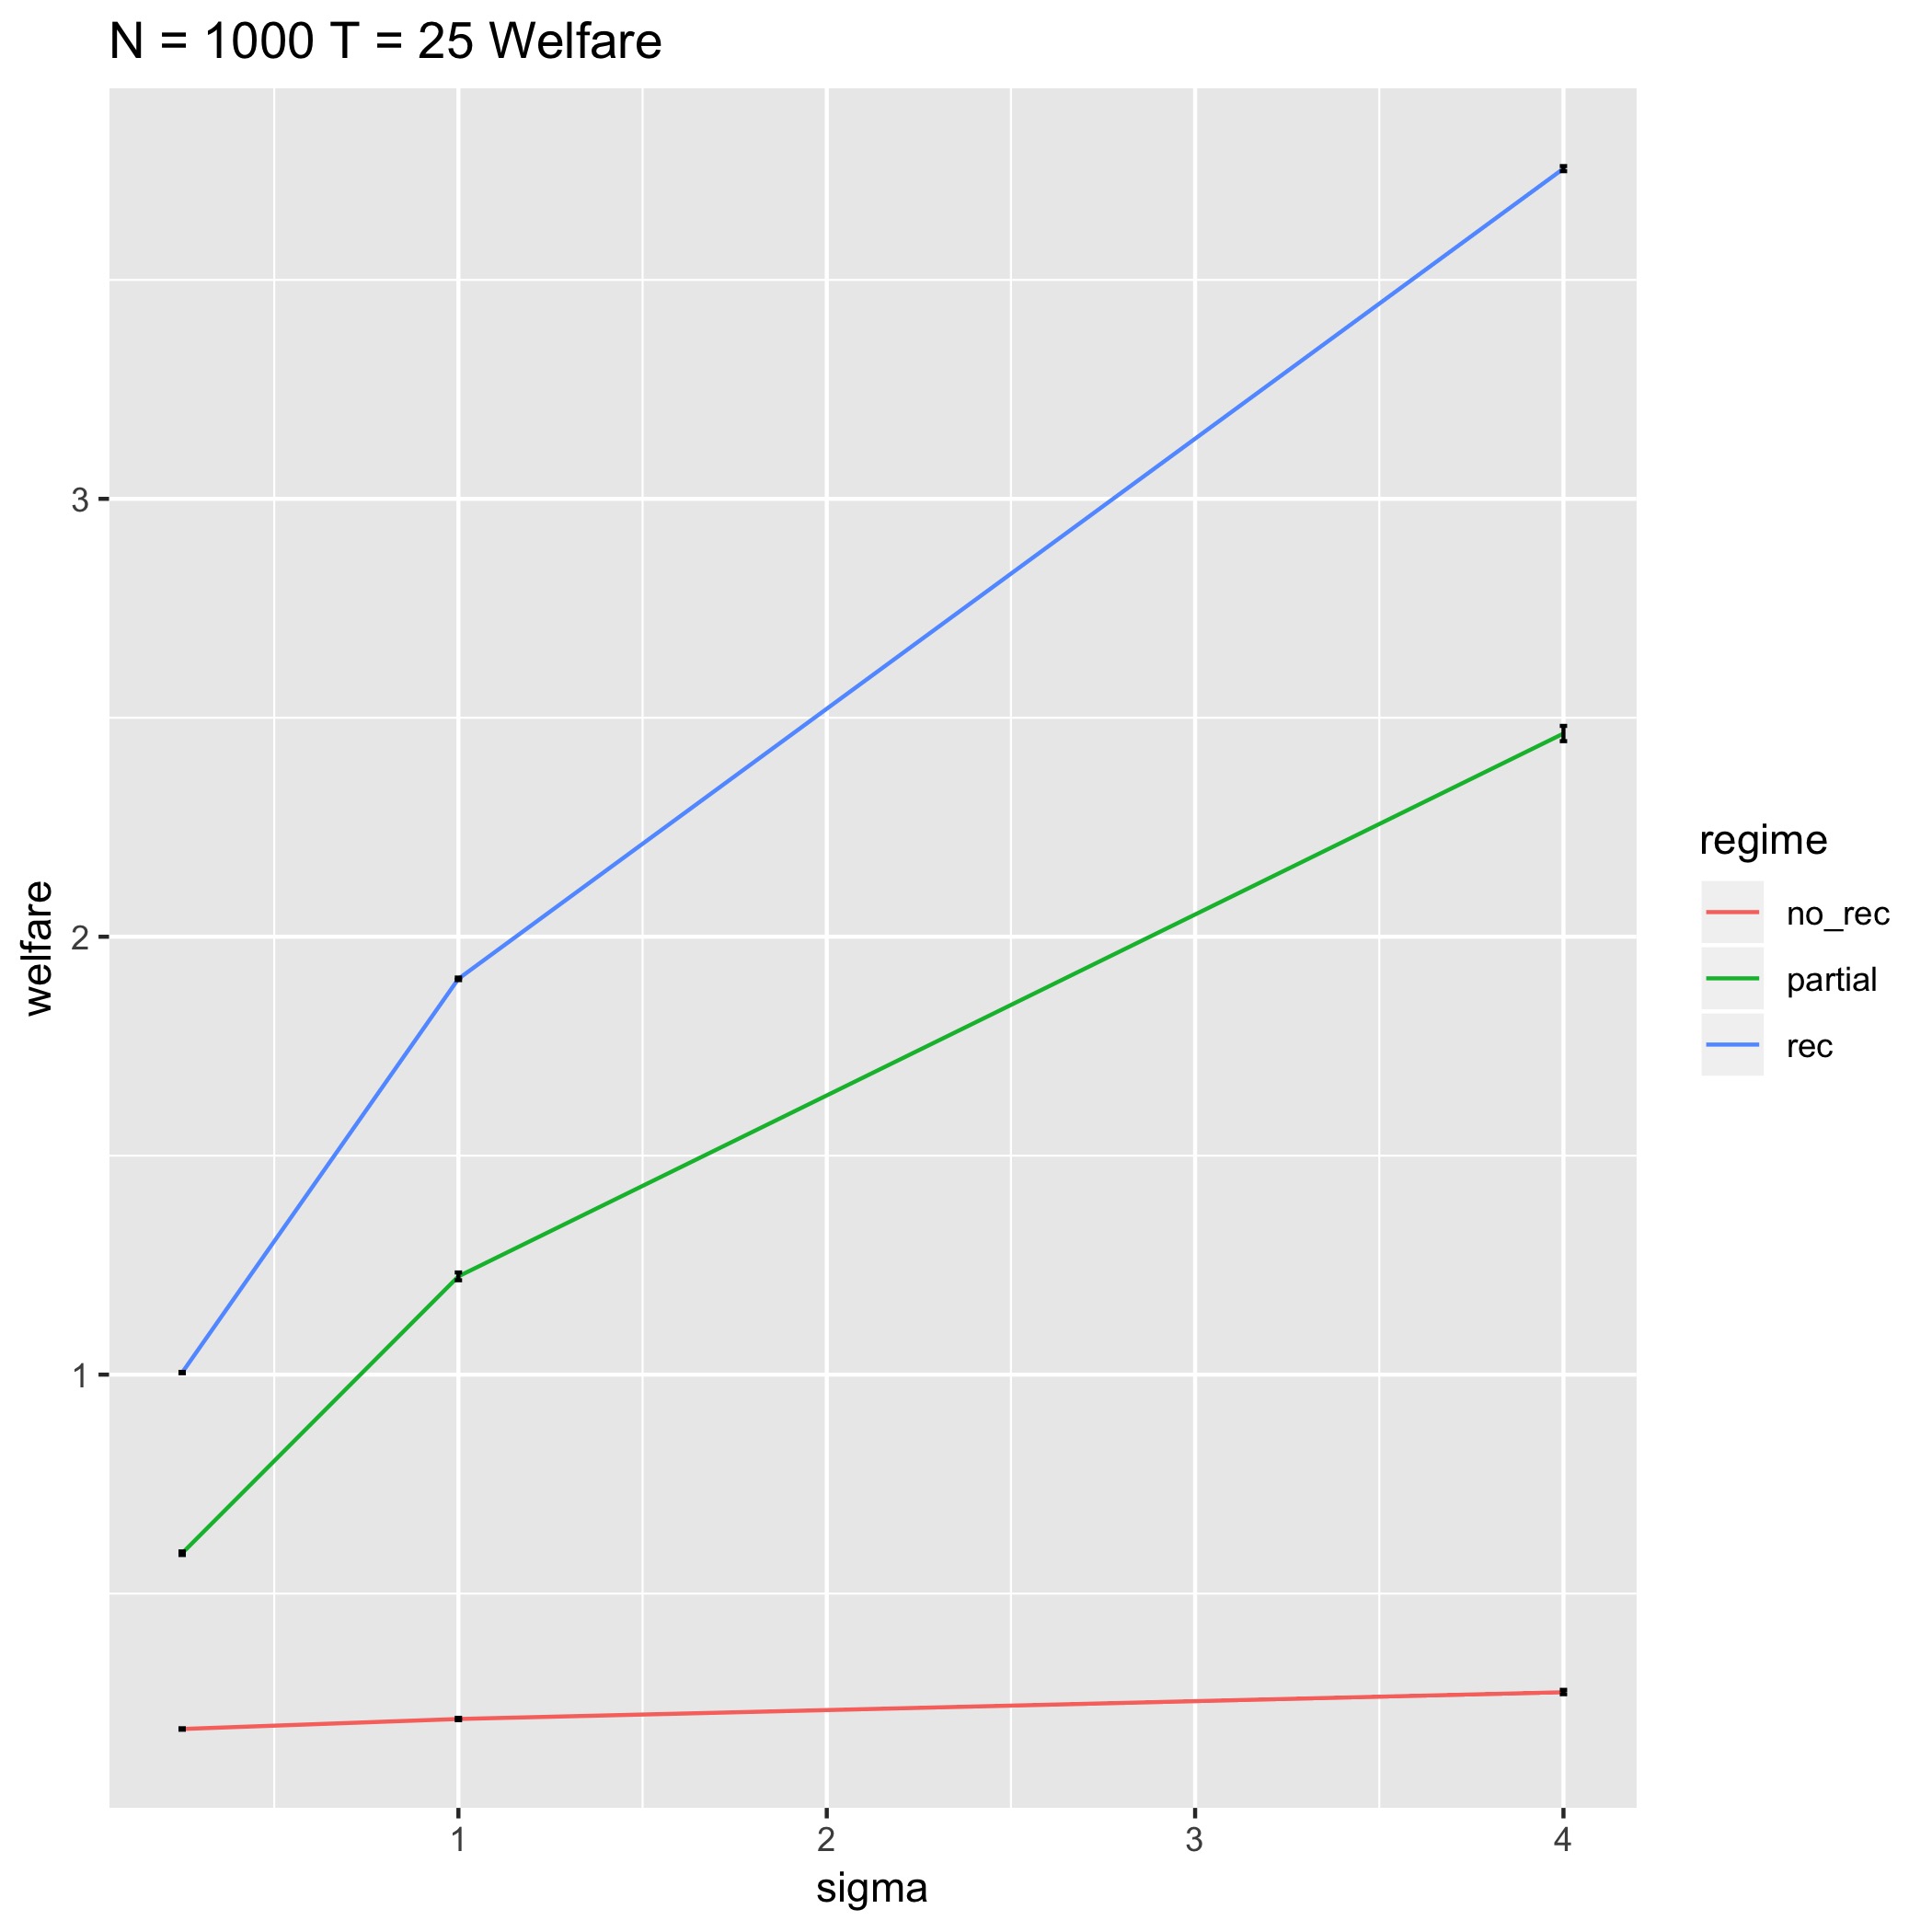 N = 1000 T = 25 Welfare
welfare
3
2
1
1
2
3
4
sigma
regime
no_rec
partial
rec